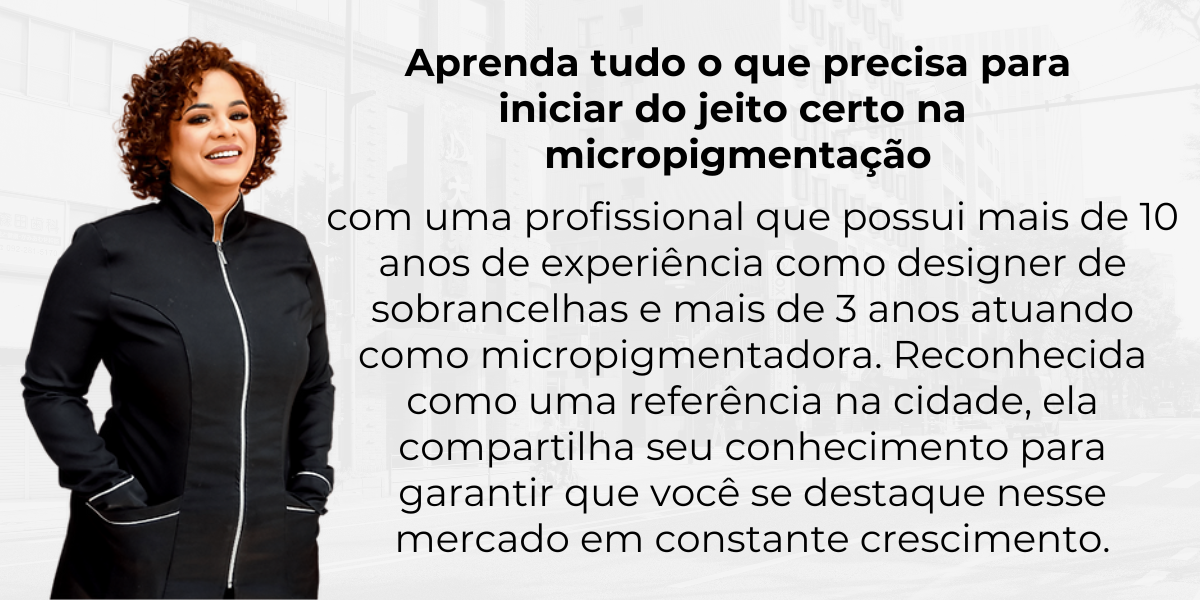 Aprenda tudo o que precisa para
iniciar do jeito certo na
micropigmentação
com uma profissional que possui mais de 10
anos de experiência como designer de
sobrancelhas e mais de 3 anos atuando
como micropigmentadora. Reconhecida
como uma referência na cidade, ela
compartilha seu conhecimento para
garantir que você se destaque nesse
mercado em constante crescimento.